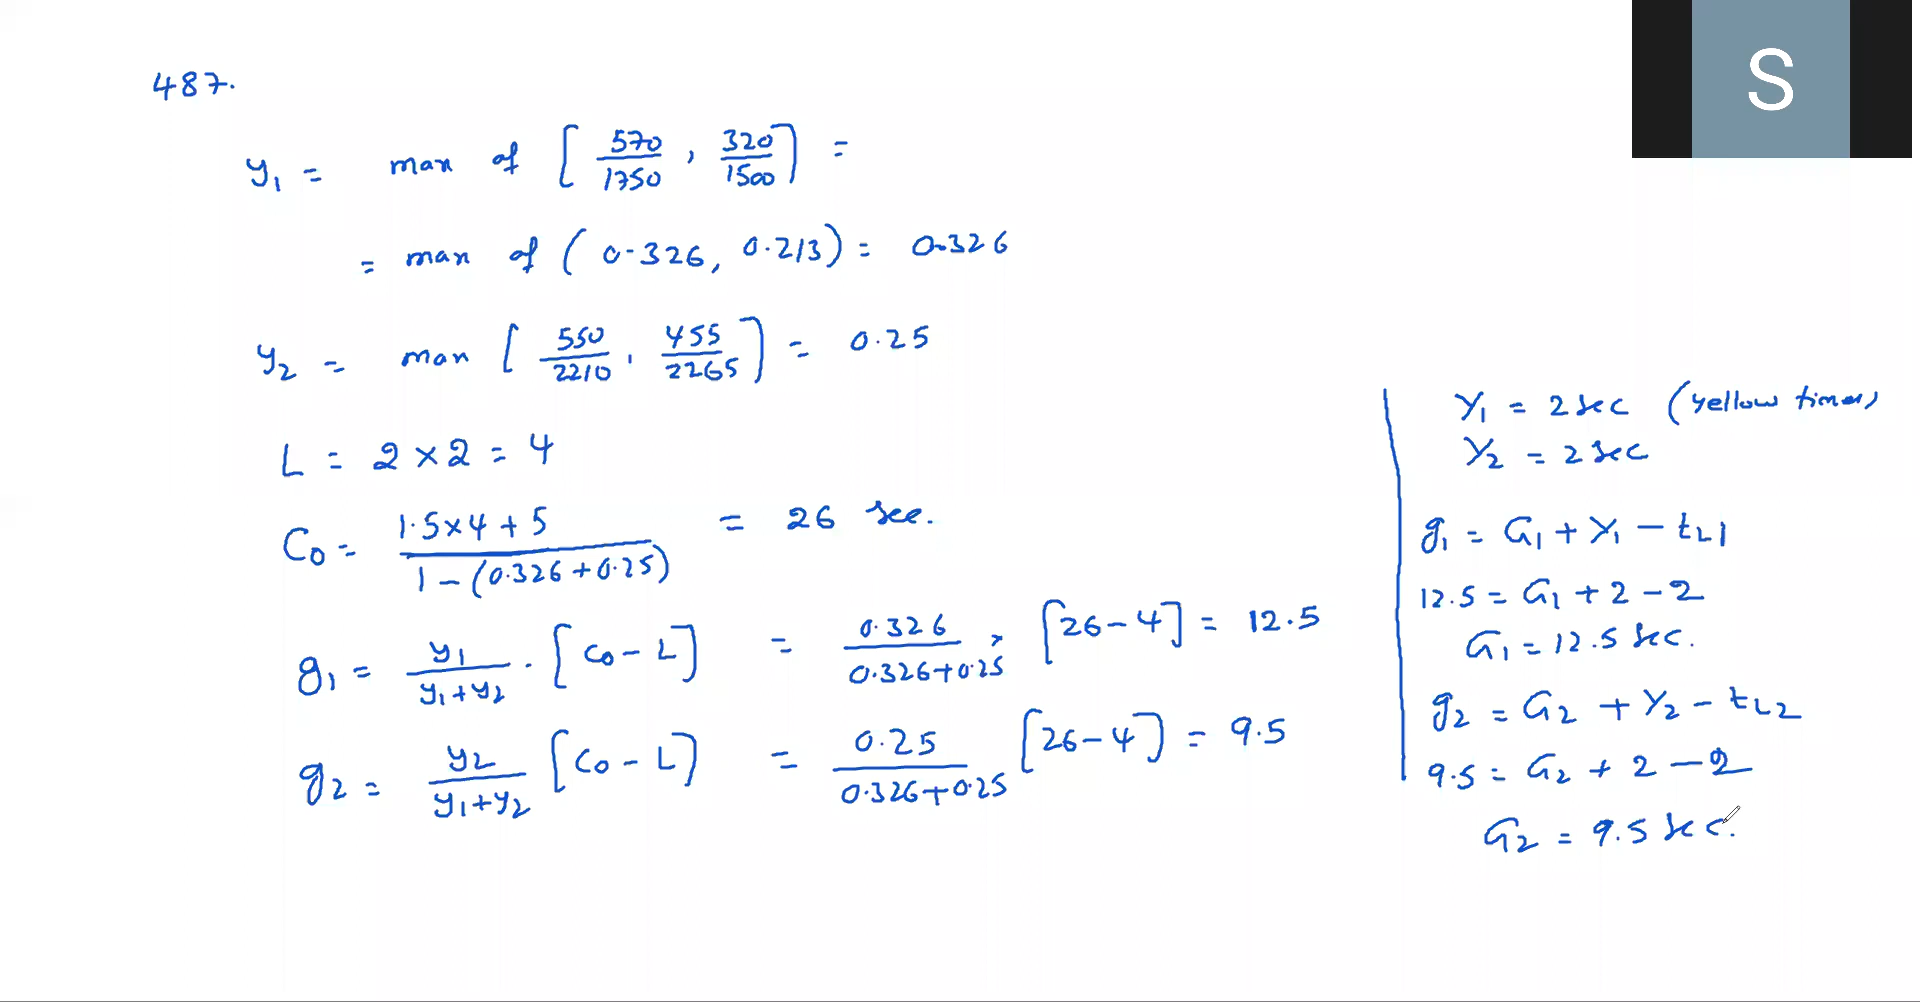 S
487.
y₁ = max of [ 570/1750 , 320/1500 ] =
= max of ( 0.326, 0.213 ) = 0.326
y₂ = max [ 550/2210 , 455/2265 ] = 0.25
L = 2 × 2 = 4
C₀ = (1.5×4 + 5) / (1 - (0.326 + 0.25)) = 26 sec.
g₁ = y₁/(y₁+y₂) . [C₀ - L] = 0.326/(0.326+0.25) × [26-4] = 12.5
g₂ = y₂/(y₁+y₂) [C₀ - L] = 0.25/(0.326+0.25) [26-4] = 9.5
Y₁ = 2 sec (yellow times)
Y₂ = 2 sec
g₁ = G₁ + Y₁ - tL1
12.5 = G₁ + 2 - 2
G₁ = 12.5 sec.
g₂ = G₂ + Y₂ - tL2
9.5 = G₂ + 2 - 2
G₂ = 9.5 sec.